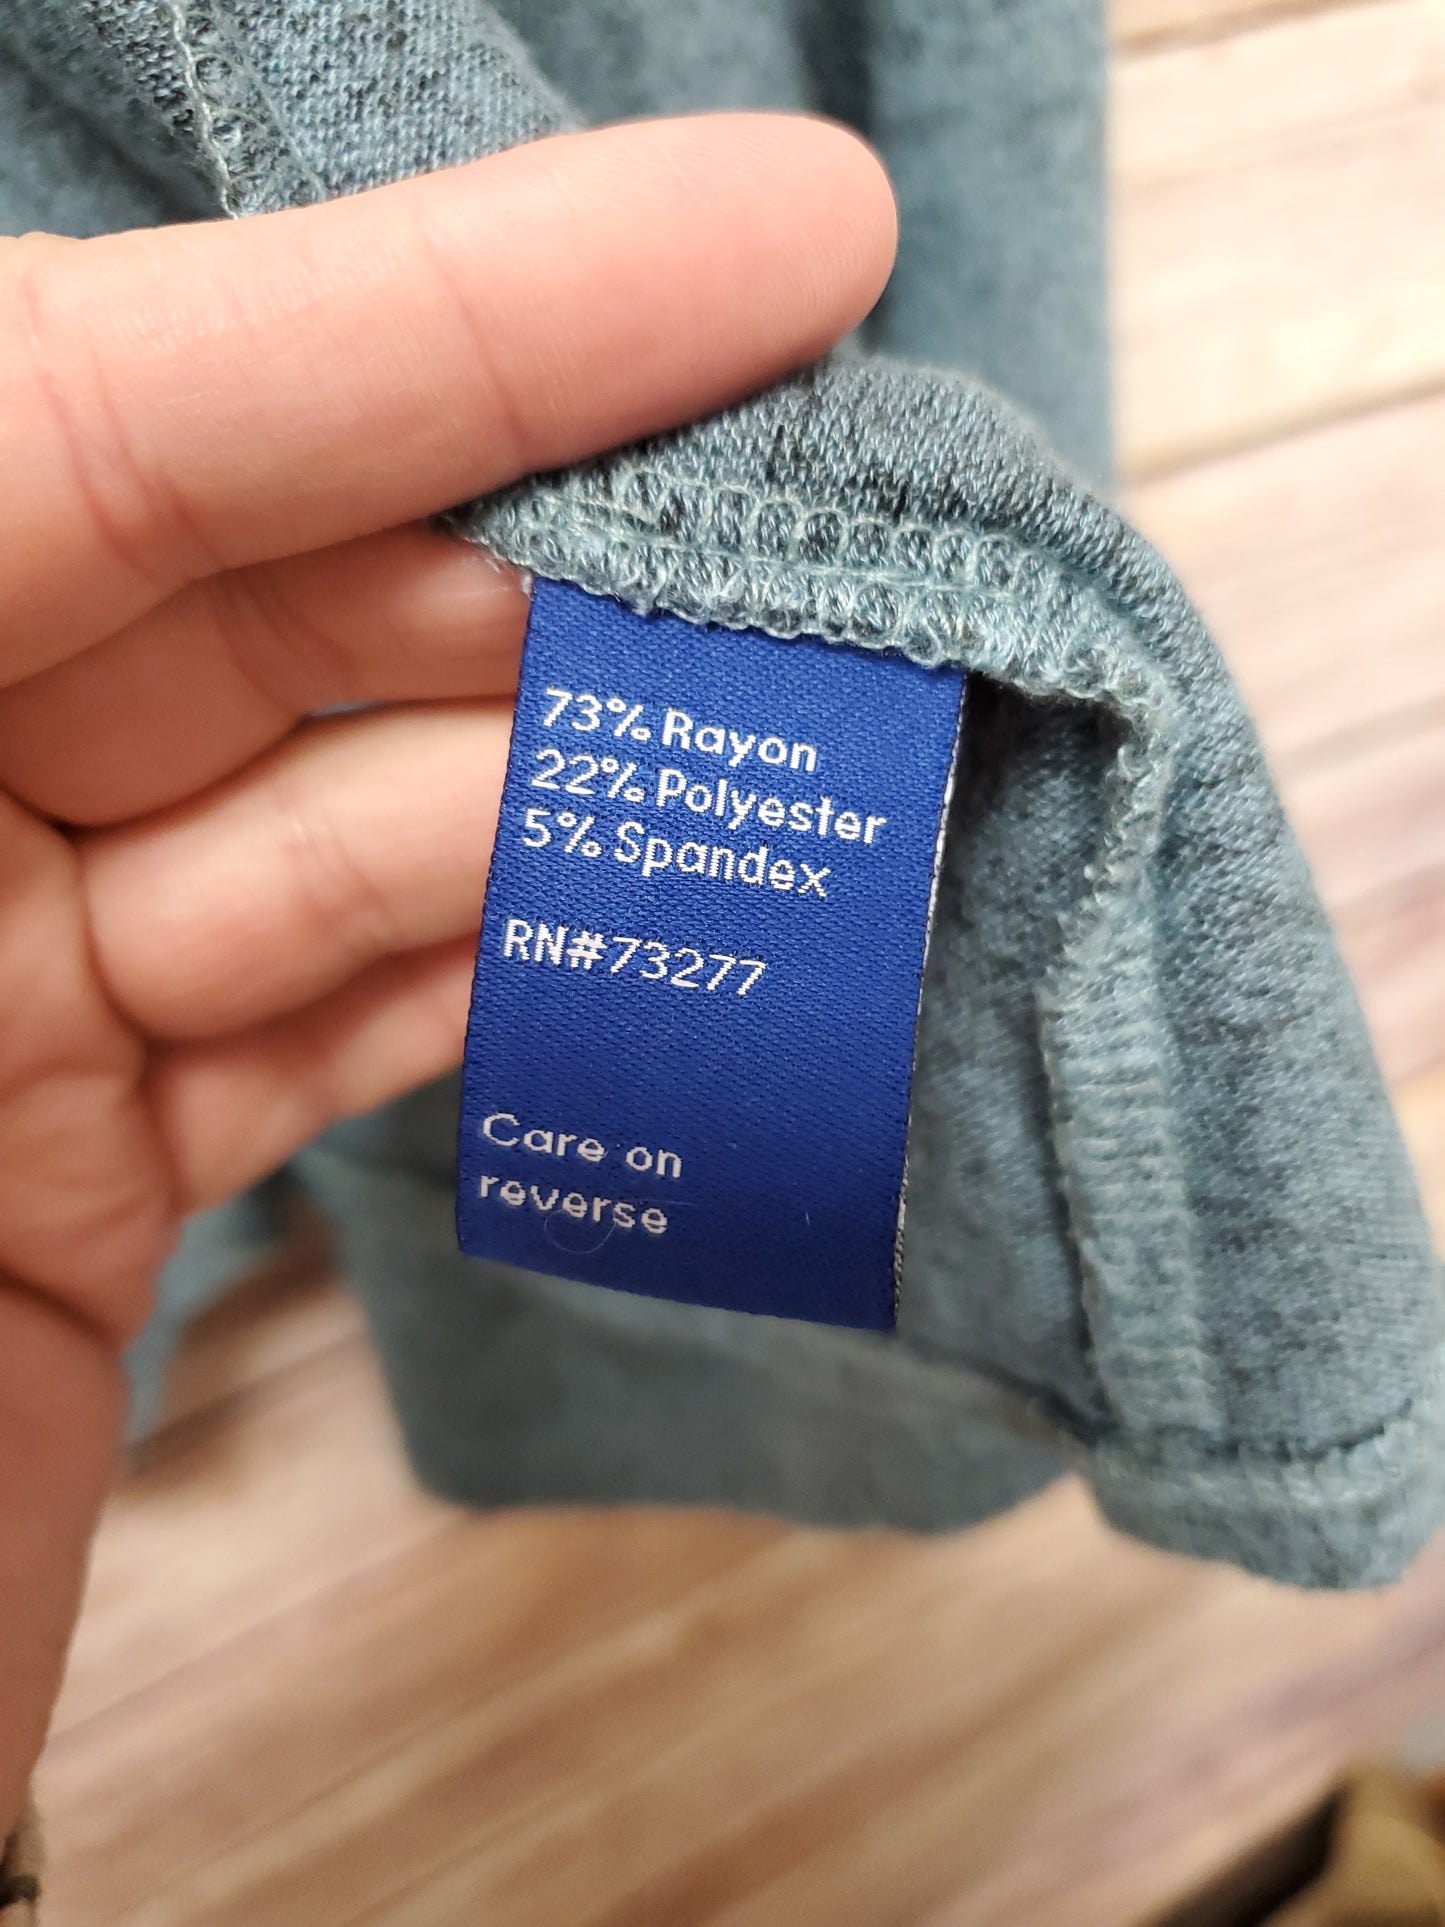 73% Rayon
22% Polyester
5% Spandex
RN#73277
Care on
reverse